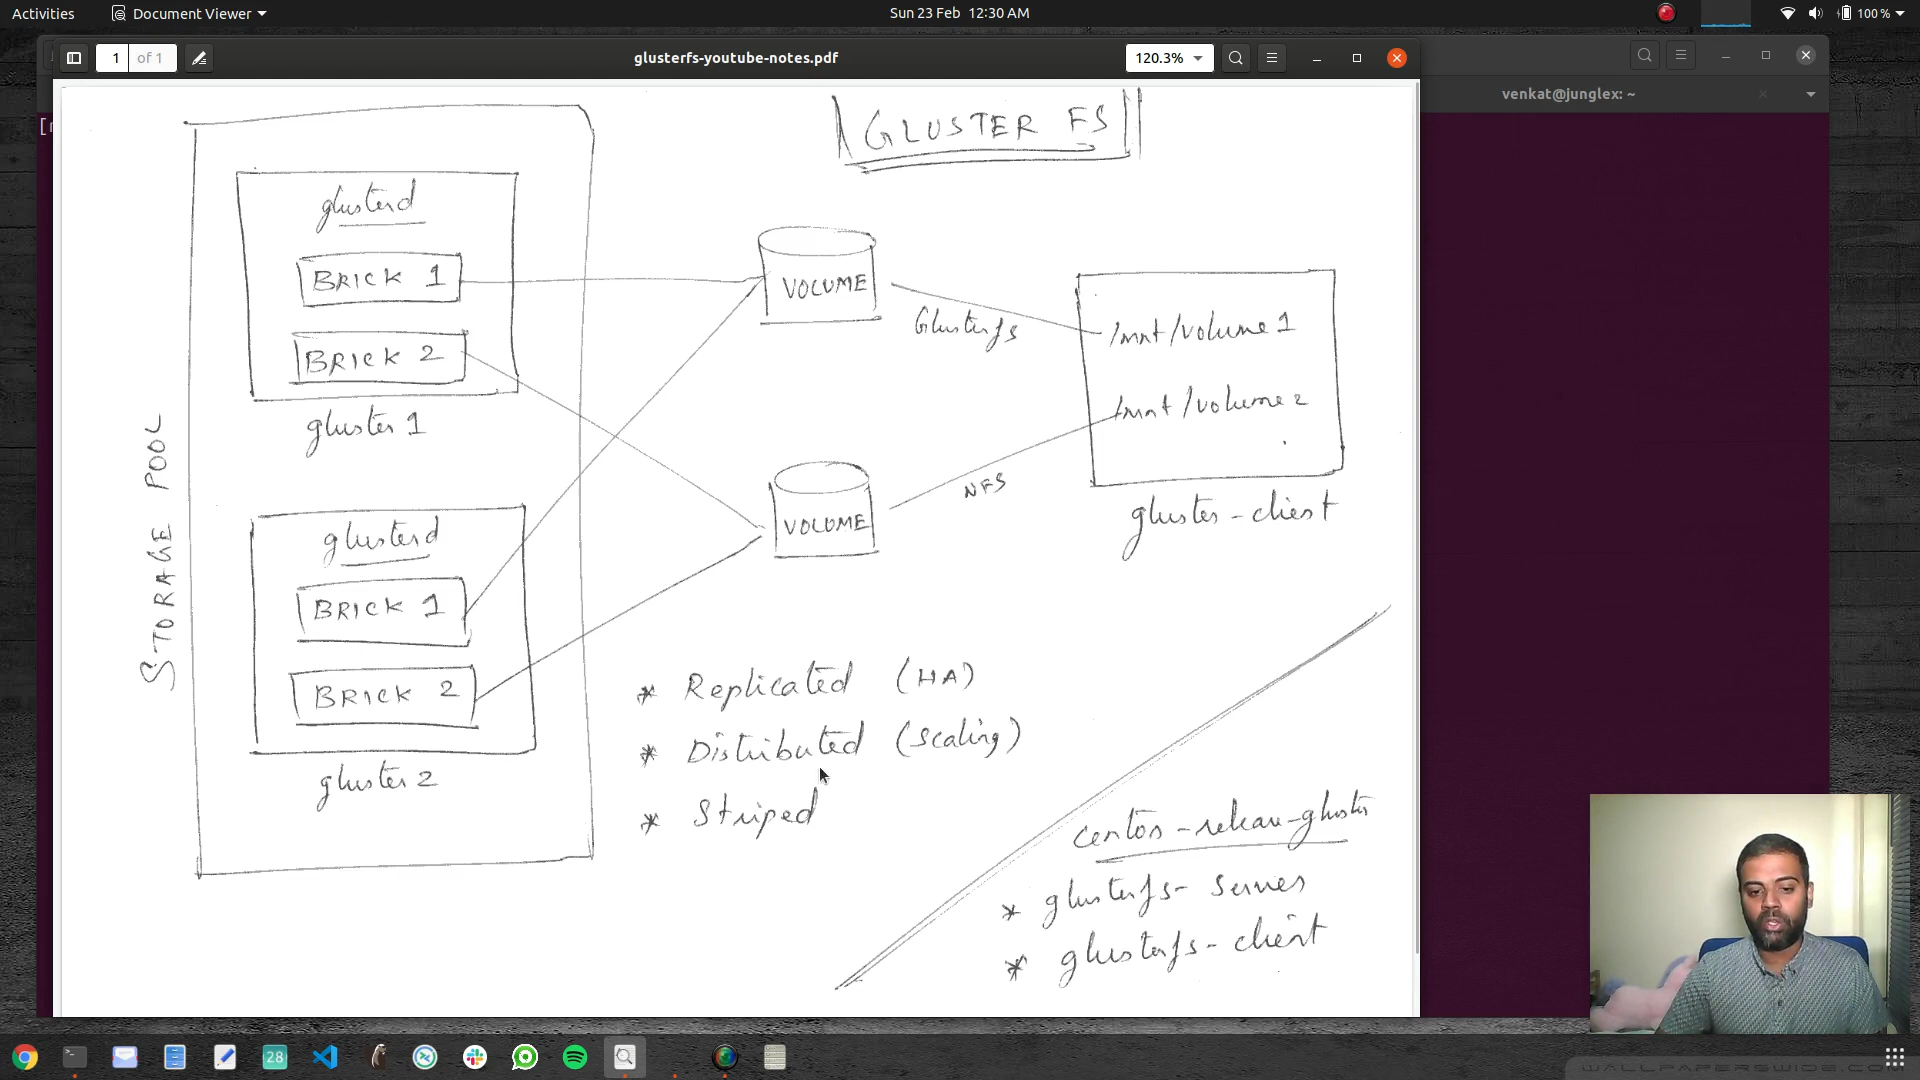 Activities
Document Viewer
Sun 23 Feb 12:30 AM
100 %
1 of 1
glusterfs-youtube-notes.pdf
120.3%
venkat@junglex: ~
GLUSTER FS
STORAGE POOL
glusterd
BRICK 1
BRICK 2
gluster 1
glusterd
BRICK 1
BRICK 2
gluster 2
VOLUME
VOLUME
Glusterfs
NFS
/mnt/volume 1
/mnt/volume 2
gluster-client
* Replicated (HA)
* Distributed (Scaling)
* Striped
centos-release-gluster
* glusterfs-server
* glusterfs-client
28
WALLPAPERSWIDE.COM